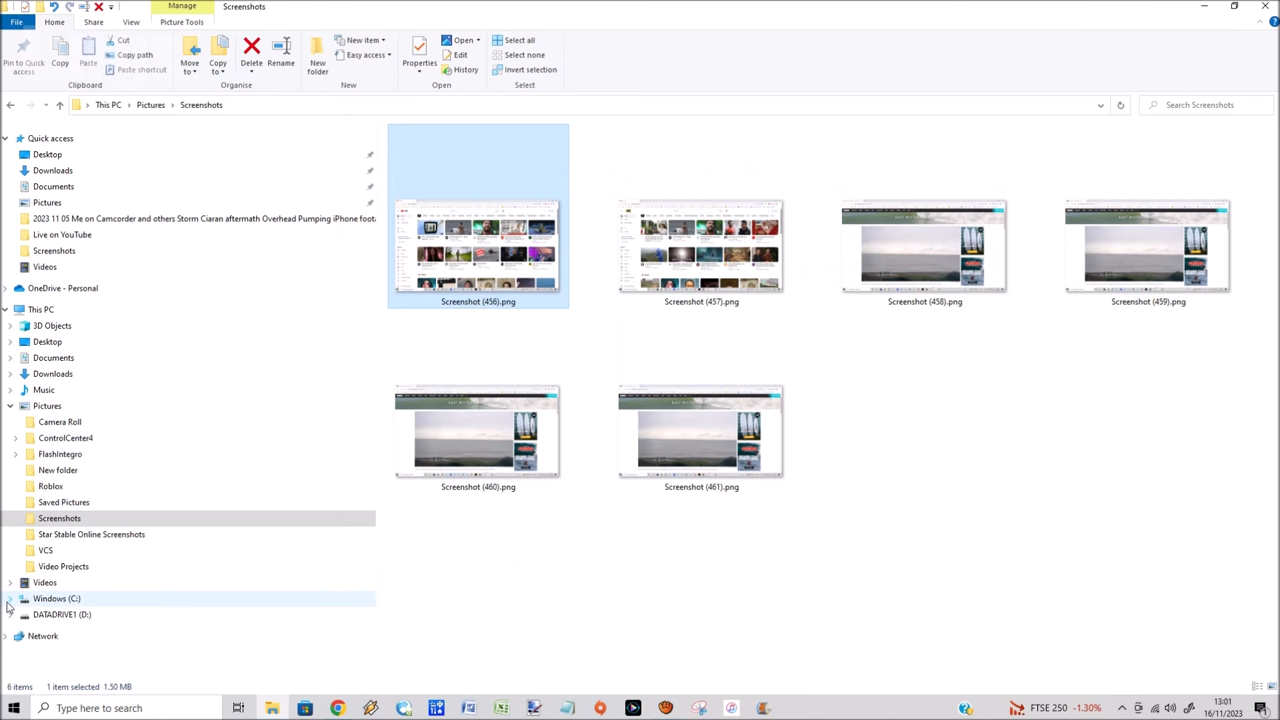 Manage
Screenshots
File
Home
Share
View
Picture Tools
Pin to Quick access
Copy
Paste
Cut
Copy path
Paste shortcut
Clipboard
Move to
Copy to
Delete
Rename
Organise
New folder
New item
Easy access
New
Properties
Open
Edit
History
Open
Select all
Select none
Invert selection
Select
This PC
Pictures
Screenshots
Search Screenshots
Quick access
Desktop
Downloads
Documents
Pictures
2023 11 05 Me on Camcorder and others Storm Ciaran aftermath Overhead Pumping iPhone foot
Live on YouTube
Screenshots
Videos
OneDrive - Personal
This PC
3D Objects
Desktop
Documents
Downloads
Music
Pictures
Camera Roll
ControlCenter4
FlashIntegro
New folder
Roblox
Saved Pictures
Screenshots
Star Stable Online Screenshots
VCS
Video Projects
Videos
Windows (C:)
DATADRIVE1 (D:)
Network
Screenshot (456).png
Screenshot (457).png
Screenshot (458).png
Screenshot (459).png
Screenshot (460).png
Screenshot (461).png
6 items
1 item selected 1.50 MB
Type here to search
FTSE 250 -1.30%
13:01
16/11/2023